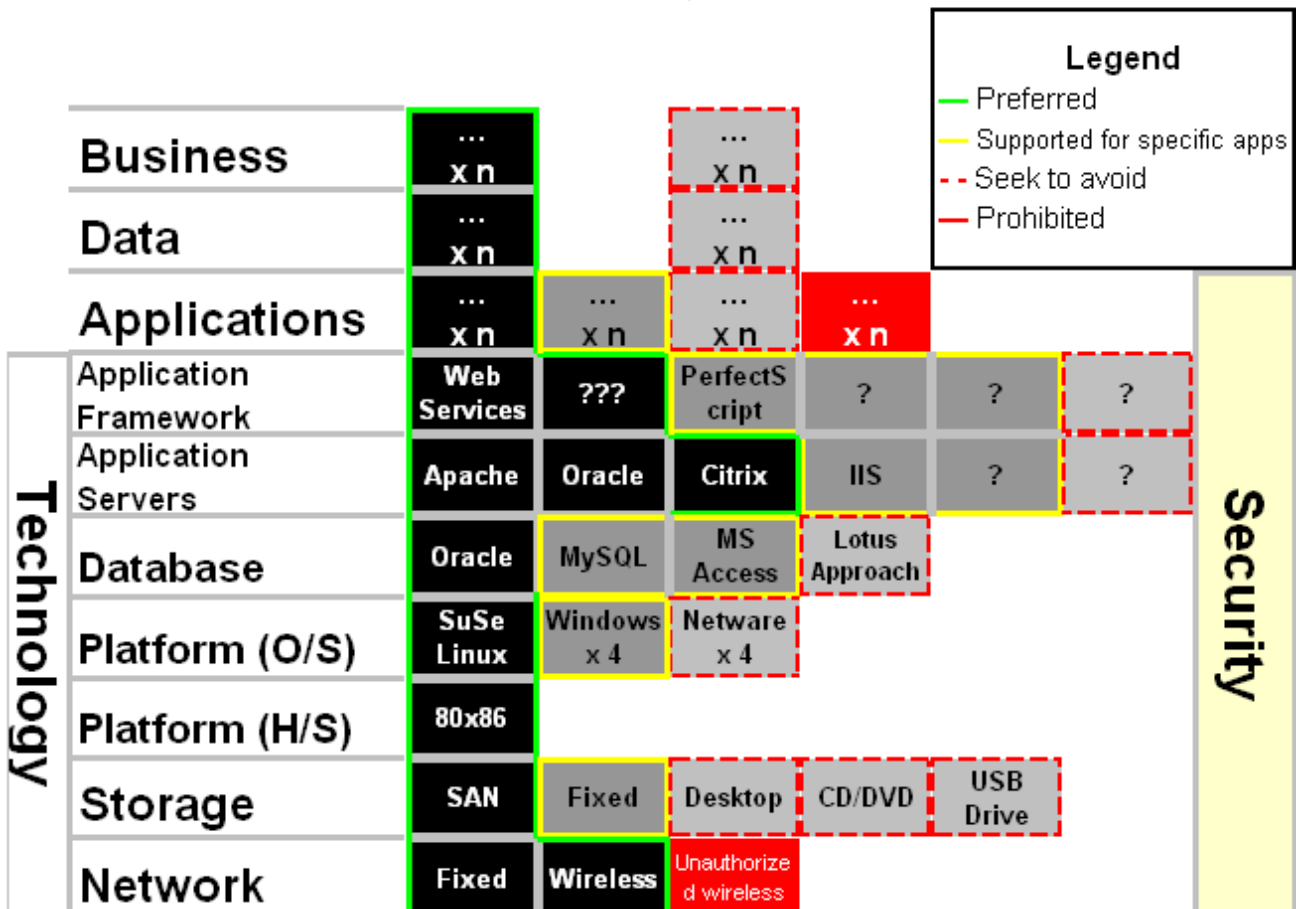 Legend
Preferred
Supported for specific apps
Seek to avoid
Prohibited
Business
...
x n
...
x n
Data
...
x n
...
x n
Applications
...
x n
...
x n
...
x n
...
x n
Technology
Application
Framework
Web
Services
???
PerfectS
cript
?
?
?
Application
Servers
Apache
Oracle
Citrix
IIS
?
?
Database
Oracle
MySQL
MS
Access
Lotus
Approach
Platform (O/S)
SuSe
Linux
Windows
x 4
Netware
x 4
Platform (H/S)
80x86
Storage
SAN
Fixed
Desktop
CD/DVD
USB
Drive
Network
Fixed
Wireless
Unauthorize
d wireless
Security